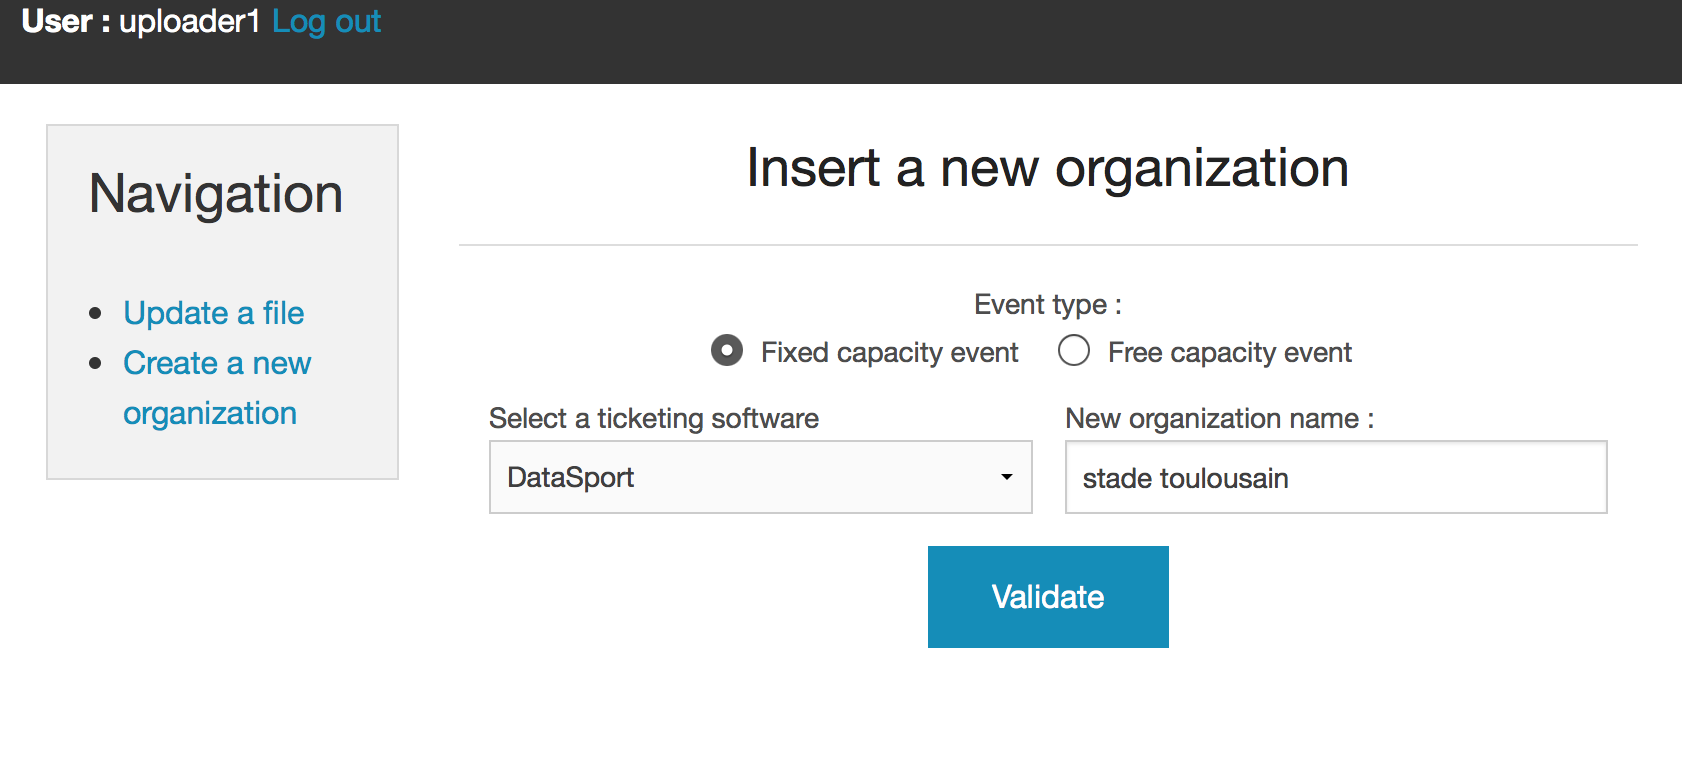 User : uploader1 Log out
Navigation
Update a file
Create a new
organization
Insert a new organization
Event type :
Fixed capacity event Free capacity event
Select a ticketing software
DataSport
New organization name :
stade toulousain
Validate